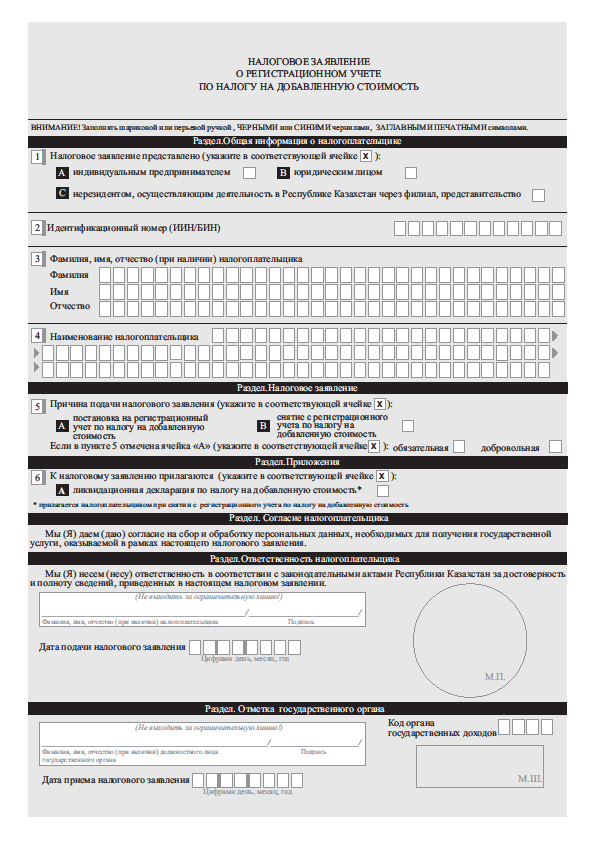 НАЛОГОВОЕ ЗАЯВЛЕНИЕ
О РЕГИСТРАЦИОННОМ УЧЕТЕ
ПО НАЛОГУ НА ДОБАВЛЕННУЮ СТОИМОСТЬ
ВНИМАНИЕ! Заполнять шариковой или перьевой ручкой , ЧЕРНЫМИ или СИНИМИ чернилами, ЗАГЛАВНЫМИ ПЕЧАТНЫМИ символами.
Раздел.Общая информация о налогоплательщике
1 Налоговое заявление представлено (укажите в соответствующей ячейке X ):
A индивидуальным предпринимателем B юридическим лицом
C нерезидентом, осуществляющим деятельность в Республике Казахстан через филиал, представительство
2 Идентификационный номер (ИИН/БИН)
3 Фамилия, имя, отчество (при наличии) налогоплательщика
Фамилия
Имя
Отчество
4 Наименование налогоплательщика
Раздел.Налоговое заявление
5 Причина подачи налогового заявления (укажите в соответствующей ячейке X ):
A постановка на регистрационный учет по налогу на добавленную стоимость B снятие с регистрационного учета по налогу на добавленную стоимость
Если в пункте 5 отмечена ячейка «А» (укажите в соответствующей ячейке X ): обязательная добровольная
Раздел.Приложения
6 К налоговому заявлению прилагаются (укажите в соответствующей ячейке X ):
A ликвидационная декларация по налогу на добавленную стоимость*
* прилагается налогоплательщиком при снятии с регистрационного учета по налогу на добавленную стоимость
Раздел. Согласие налогоплательщика
Мы (Я) даем (даю) согласие на сбор и обработку персональных данных, необходимых для получения государственной
услуги, оказываемой в рамках настоящего налогового заявления.
Раздел.Ответственность налогоплательщика
Мы (Я) несем (несу) ответственность в соответствии с законодательными актами Республики Казахстан за достоверность
и полноту сведений, приведенных в настоящем налоговом заявлении.
(Не выходить за ограничительную линию!)
/ /
Фамилия, имя, отчество (при наличии) налогоплательщика Подпись
Дата подачи налогового заявления
Цифрами день, месяц, год
М.П.
Раздел. Отметка государственного органа
(Не выходить за ограничительную линию!)
/ /
Фамилия, имя, отчество (при наличии) должностного лица Подпись
государственного органа
Код органа
государственных доходов
Дата приема налогового заявления
Цифрами день, месяц, год
М.Ш.